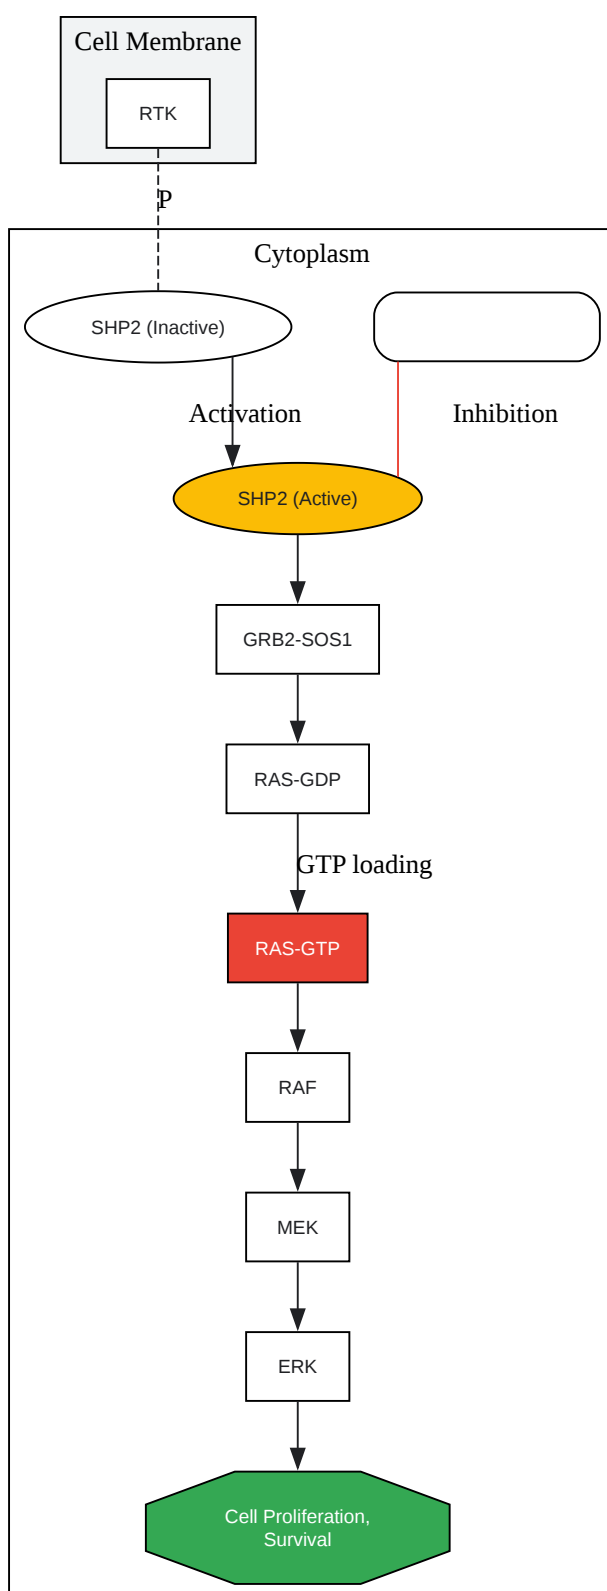 Cell Membrane
RTK
P
Cytoplasm
SHP2 (Inactive)
Activation
Inhibition
SHP2 (Active)
GRB2-SOS1
RAS-GDP
GTP loading
RAS-GTP
RAF
MEK
ERK
Cell Proliferation,
Survival